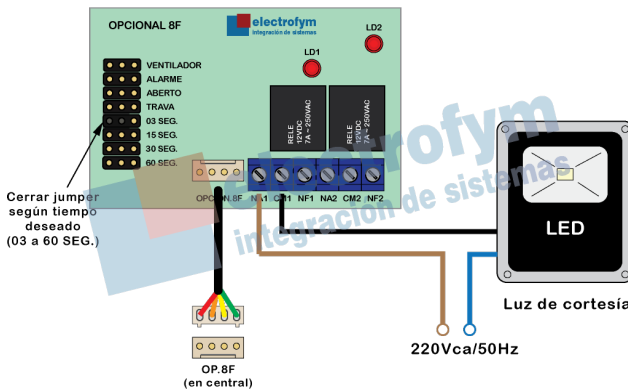 OPCIONAL 8F
electrofym
integración de sistemas
LD2
LD1
VENTILADOR
ALARME
ABERTO
TRAVA
03 SEG.
15 SEG.
30 SEG.
60 SEG.
RELE
12VDC
7A ~ 250VAC
RELE
12VDC
7A ~ 250VAC
OPCION.8F
NA1 CM1 NF1 NA2 CM2 NF2
Cerrar jumper
según tiempo
deseado
(03 a 60 SEG.)
electrofym
integración de sistemas
LED
Luz de cortesía
220Vca/50Hz
OP.8F
(en central)